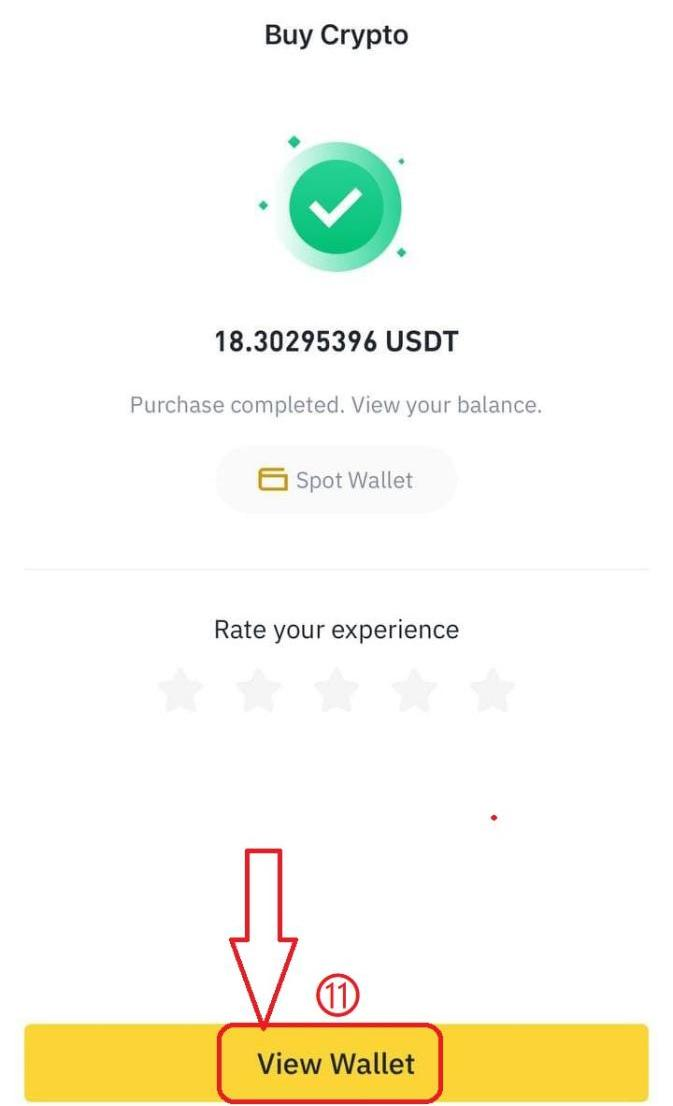 Buy Crypto
18.30295396 USDT
Purchase completed. View your balance.
Spot Wallet
Rate your experience
⑪
View Wallet